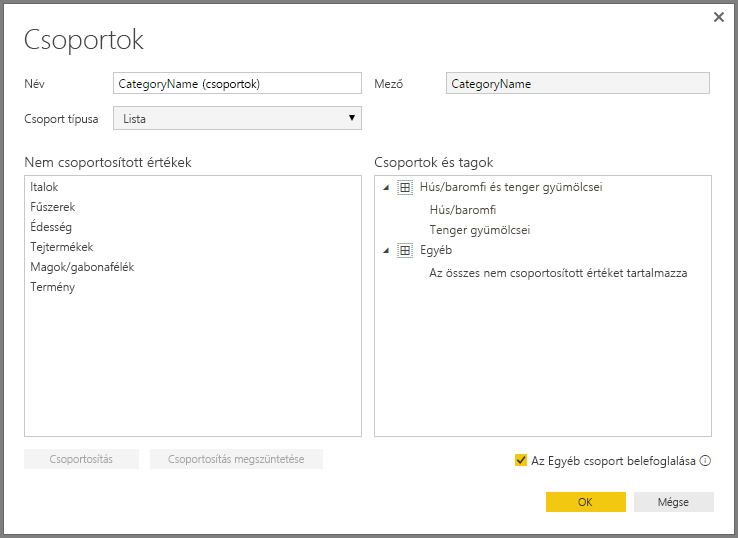 Csoportok
Név
CategoryName (csoportok)
Mező
CategoryName
Csoport típusa
Lista
Nem csoportosított értékek
Italok
Fűszerek
Édesség
Tejtermékek
Magok/gabonafélék
Termény
Csoportok és tagok
Hús/baromfi és tenger gyümölcsei
Hús/baromfi
Tenger gyümölcsei
Egyéb
Az összes nem csoportosított értéket tartalmazza
Csoportosítás
Csoportosítás megszüntetése
Az Egyéb csoport belefoglalása
OK
Mégse